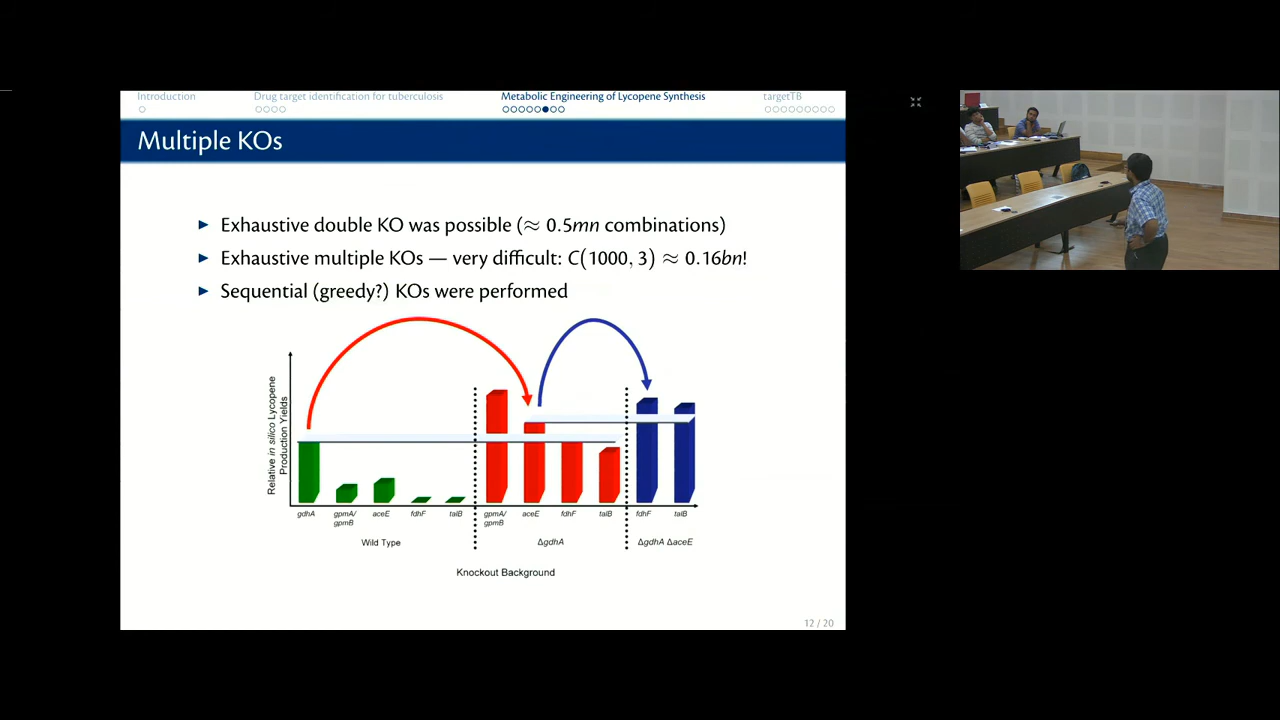 Introduction
Drug target identification for tuberculosis
Metabolic Engineering of Lycopene Synthesis
targetTB
Multiple KOs
Exhaustive double KO was possible (≈ 0.5mn combinations)
Exhaustive multiple KOs — very difficult: C(1000, 3) ≈ 0.16bn!
Sequential (greedy?) KOs were performed
Relative in silico Lycopene
Production Yields
gdhA
gpmA/
gpmB
aceE
fdhF
talB
gpmA/
gpmB
aceE
fdhF
talB
fdhF
talB
Wild Type
ΔgdhA
ΔgdhA ΔaceE
Knockout Background
12 / 20